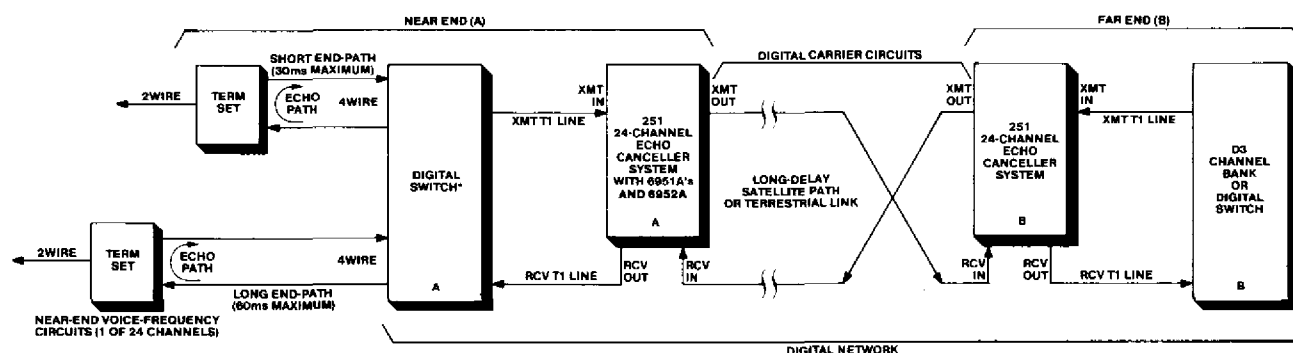 NEAR END (A)
FAR END (B)
SHORT END-PATH
(30ms MAXIMUM)
DIGITAL CARRIER CIRCUITS
2WIRE
TERM
SET
ECHO
PATH
4WIRE
XMT
IN
XMT
OUT
XMT
OUT
XMT
IN
XMT T1 LINE
251
24-CHANNEL
ECHO
CANCELLER
SYSTEM
WITH 6951A's
AND 6952A
A
XMT T1 LINE
251
24-CHANNEL
ECHO
CANCELLER
SYSTEM
B
D3
CHANNEL
BANK
OR
DIGITAL
SWITCH
B
DIGITAL
SWITCH*
A
LONG-DELAY
SATELLITE PATH
OR TERRESTRIAL LINK
2WIRE
TERM
SET
ECHO
PATH
4WIRE
RCV T1 LINE
RCV
OUT
RCV
IN
RCV
IN
RCV
OUT
RCV T1 LINE
LONG END-PATH
(60ms MAXIMUM)
NEAR-END VOICE-FREQUENCY
CIRCUITS (1 OF 24 CHANNELS)
DIGITAL NETWORK